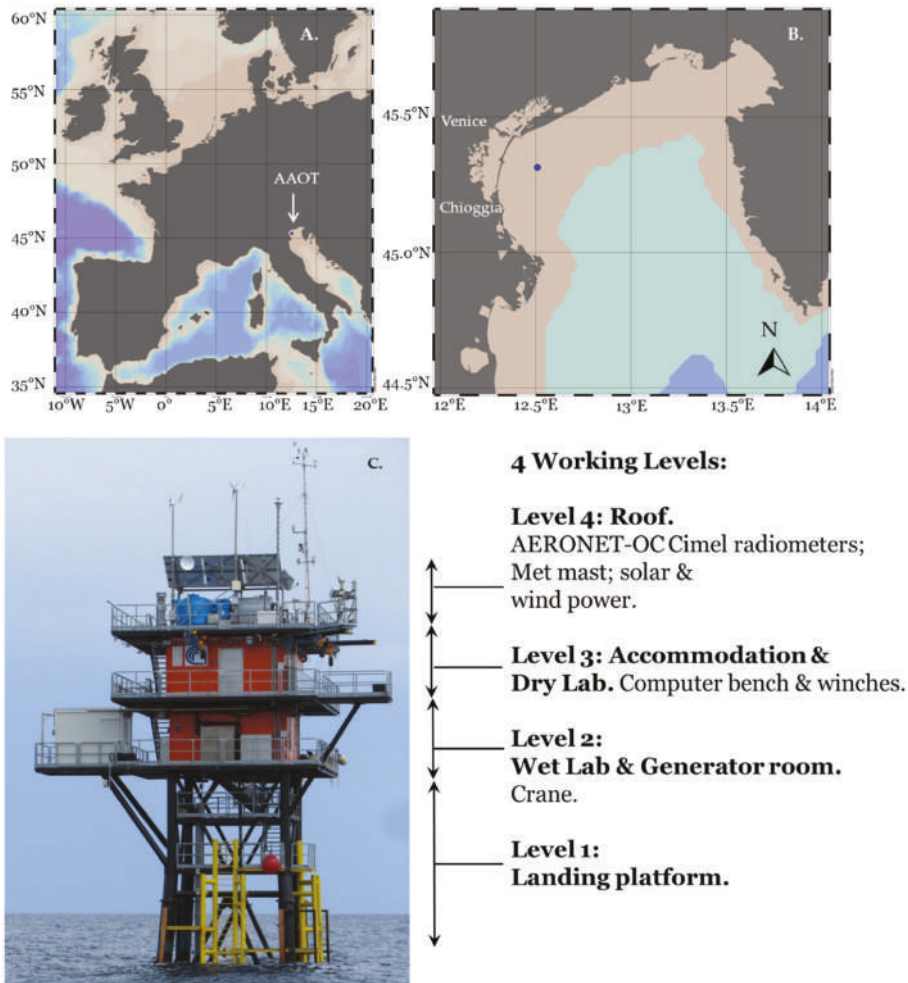 A.
60°N
55°N
50°N
45°N
40°N
35°N
AAOT
10°W
5°W
0°
5°E
10°E
15°E
20°E
B.
45.5°N
45.0°N
44.5°N
Venice
Chioggia
N
12°E
12.5°E
13°E
13.5°E
14°E
C.
4 Working Levels:
Level 4: Roof.
AERONET-OC Cimel radiometers;
Met mast; solar &
wind power.
Level 3: Accommodation &
Dry Lab. Computer bench & winches.
Level 2:
Wet Lab & Generator room.
Crane.
Level 1:
Landing platform.